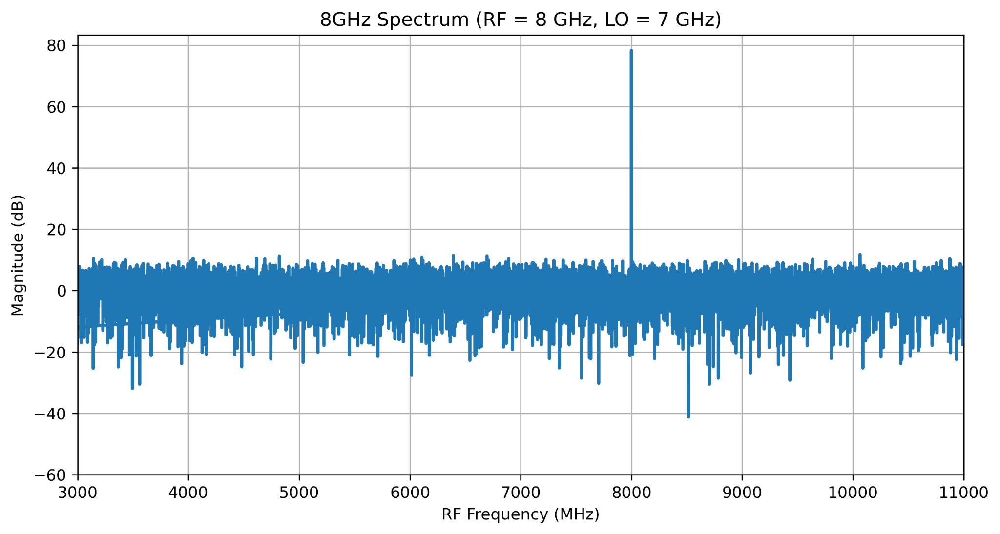 8GHz Spectrum (RF = 8 GHz, LO = 7 GHz)
Magnitude (dB)
80
60
40
20
0
−20
−40
−60
3000 4000 5000 6000 7000 8000 9000 10000 11000
RF Frequency (MHz)